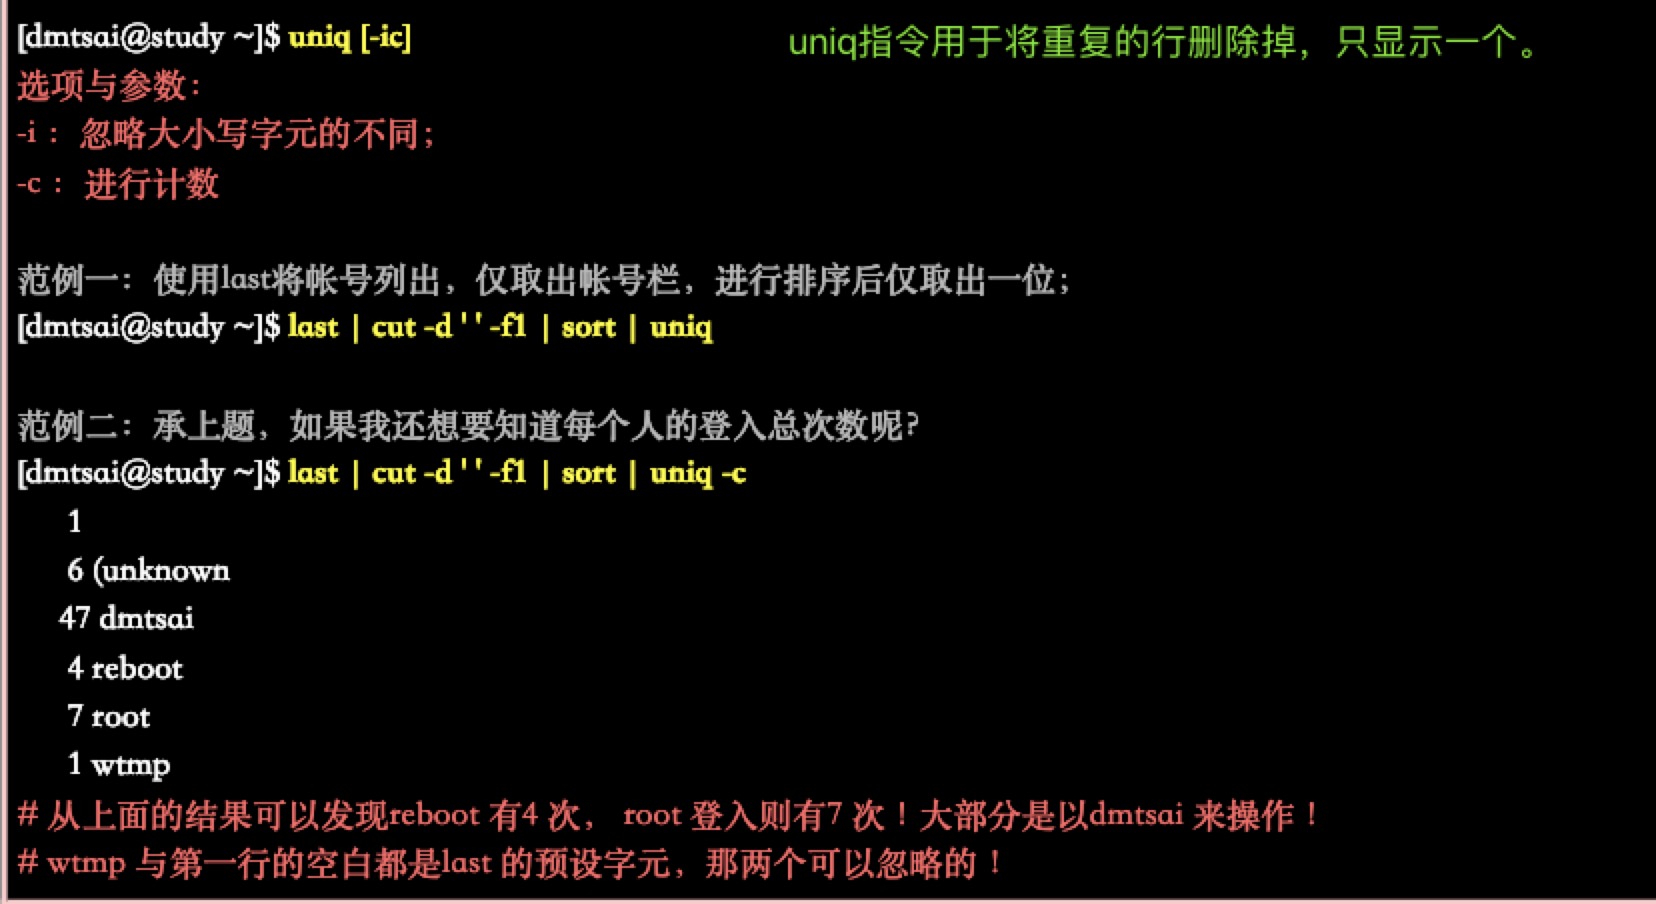 [dmtsai@study ~]$ uniq [-ic]
uniq指令用于将重复的行删除掉，只显示一个。
选项与参数：
-i ：忽略大小写字元的不同；
-c ：进行计数
范例一：使用last将帐号列出，仅取出帐号栏，进行排序后仅取出一位；
[dmtsai@study ~]$ last | cut -d ' ' -f1 | sort | uniq
范例二：承上题，如果我还想要知道每个人的登入总次数呢?
[dmtsai@study ~]$ last | cut -d ' ' -f1 | sort | uniq -c
1
6 (unknown
47 dmtsai
4 reboot
7 root
1 wtmp
# 从上面的结果可以发现reboot 有4 次， root 登入则有7 次！大部分是以dmtsai 来操作！
# wtmp 与第一行的空白都是last 的预设字元，那两个可以忽略的！